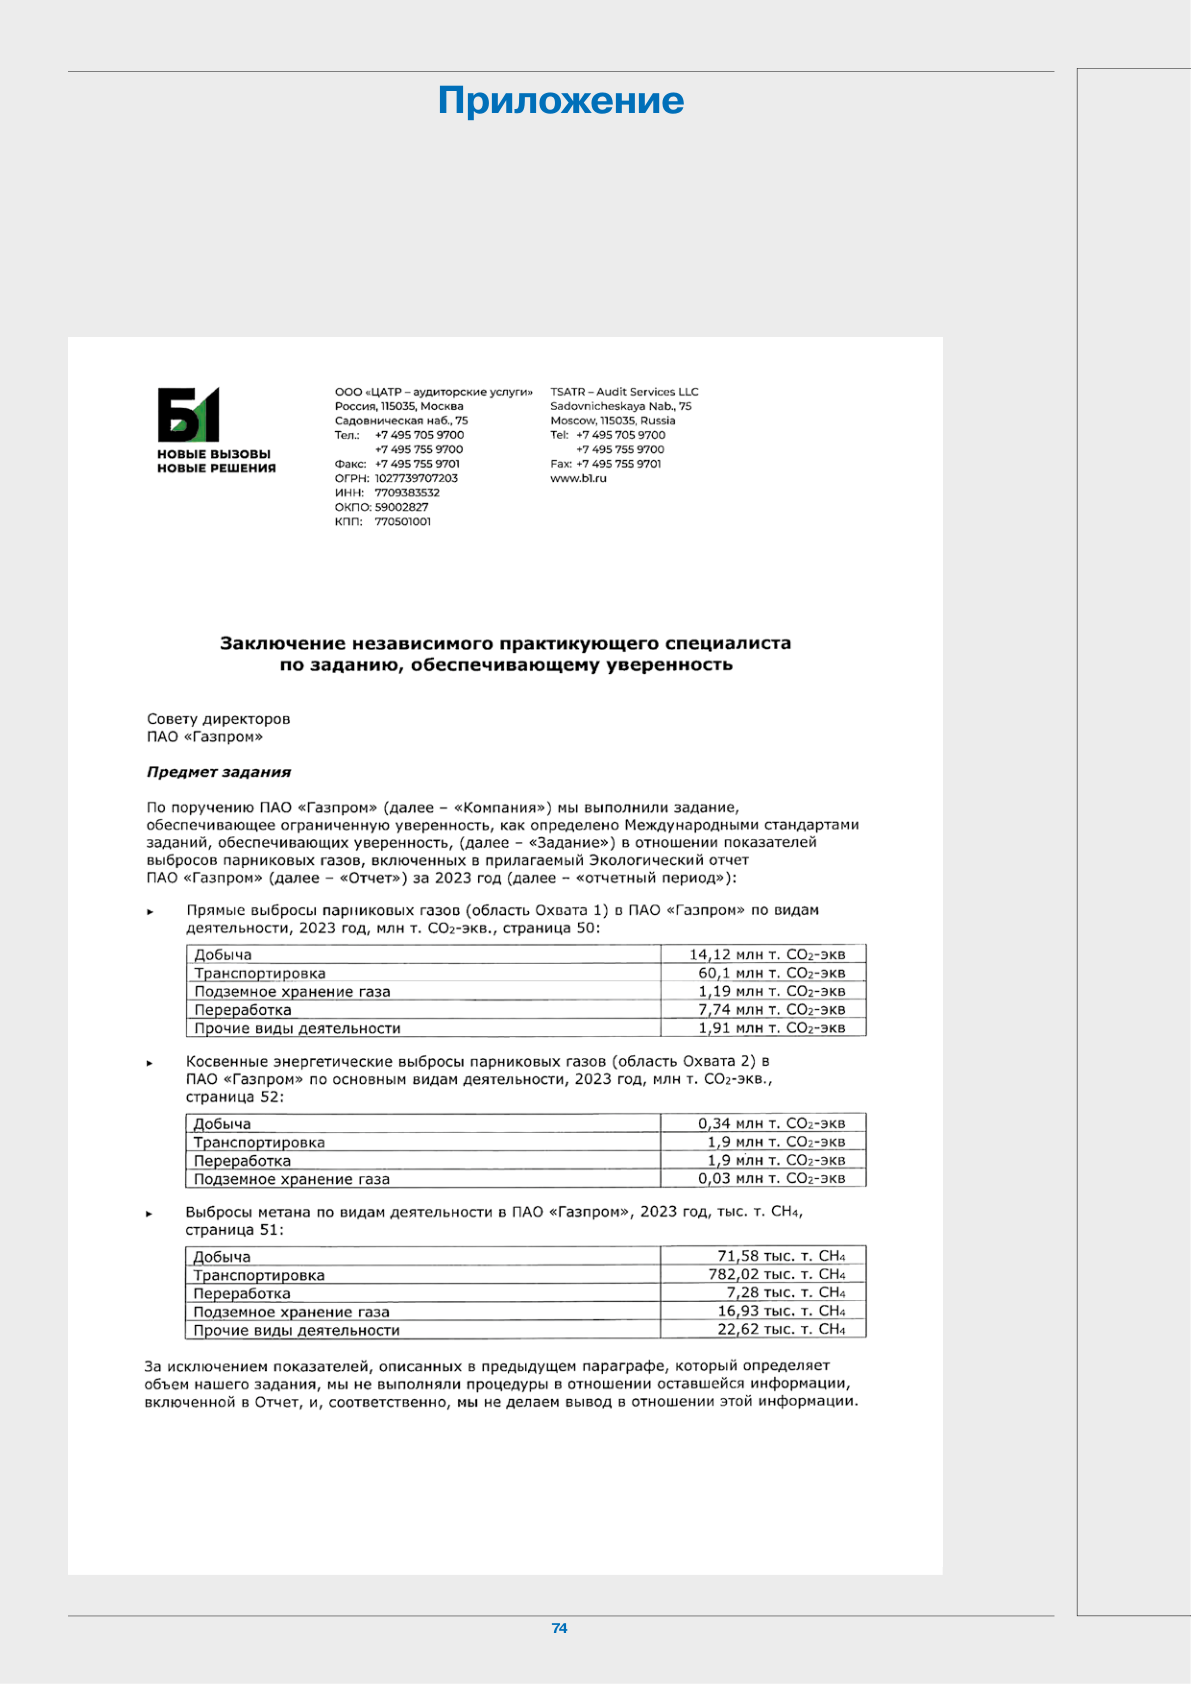 Приложение
Б1
НОВЫЕ ВЫЗОВЫ
НОВЫЕ РЕШЕНИЯ
ООО «ЦАТР – аудиторские услуги»
Россия, 115035, Москва
Садовническая наб., 75
Тел.: +7 495 705 9700
+7 495 755 9700
Факс: +7 495 755 9701
ОГРН: 1027739707203
ИНН: 7709383532
ОКПО: 59002827
КПП: 770501001
TSATR – Audit Services LLC
Sadovnicheskaya Nab., 75
Moscow, 115035, Russia
Tel: +7 495 705 9700
+7 495 755 9700
Fax: +7 495 755 9701
www.b1.ru
Заключение независимого практикующего специалиста
по заданию, обеспечивающему уверенность
Совету директоров
ПАО «Газпром»
Предмет задания
По поручению ПАО «Газпром» (далее – «Компания») мы выполнили задание,
обеспечивающее ограниченную уверенность, как определено Международными стандартами
заданий, обеспечивающих уверенность, (далее – «Задание») в отношении показателей
выбросов парниковых газов, включенных в прилагаемый Экологический отчет
ПАО «Газпром» (далее – «Отчет») за 2023 год (далее – «отчетный период»):
► Прямые выбросы парниковых газов (область Охвата 1) в ПАО «Газпром» по видам
деятельности, 2023 год, млн т. CO₂-экв., страница 50:
Добыча 14,12 млн т. CO₂-экв
Транспортировка 60,1 млн т. CO₂-экв
Подземное хранение газа 1,19 млн т. CO₂-экв
Переработка 7,74 млн т. CO₂-экв
Прочие виды деятельности 1,91 млн т. CO₂-экв
► Косвенные энергетические выбросы парниковых газов (область Охвата 2) в
ПАО «Газпром» по основным видам деятельности, 2023 год, млн т. CO₂-экв.,
страница 52:
Добыча 0,34 млн т. CO₂-экв
Транспортировка 1,9 млн т. CO₂-экв
Переработка 1,9 млн т. CO₂-экв
Подземное хранение газа 0,03 млн т. CO₂-экв
► Выбросы метана по видам деятельности в ПАО «Газпром», 2023 год, тыс. т. CH₄,
страница 51:
Добыча 71,58 тыс. т. CH₄
Транспортировка 782,02 тыс. т. CH₄
Переработка 7,28 тыс. т. CH₄
Подземное хранение газа 16,93 тыс. т. CH₄
Прочие виды деятельности 22,62 тыс. т. CH₄
За исключением показателей, описанных в предыдущем параграфе, который определяет
объем нашего задания, мы не выполняли процедуры в отношении оставшейся информации,
включенной в Отчет, и, соответственно, мы не делаем вывод в отношении этой информации.
74